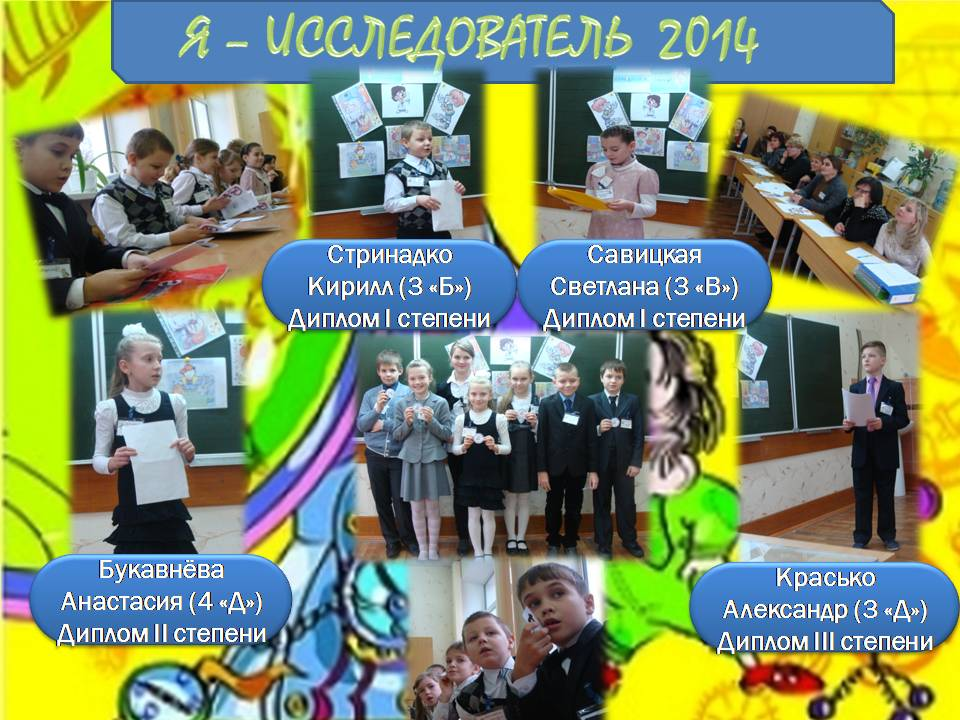 Я – ИССЛЕДОВАТЕЛЬ 2014
Стринадко
Кирилл (3 «Б»)
Диплом I степени
Савицкая
Светлана (3 «В»)
Диплом I степени
Букавнёва
Анастасия (4 «Д»)
Диплом II степени
Красько
Александр (3 «Д»)
Диплом III степени